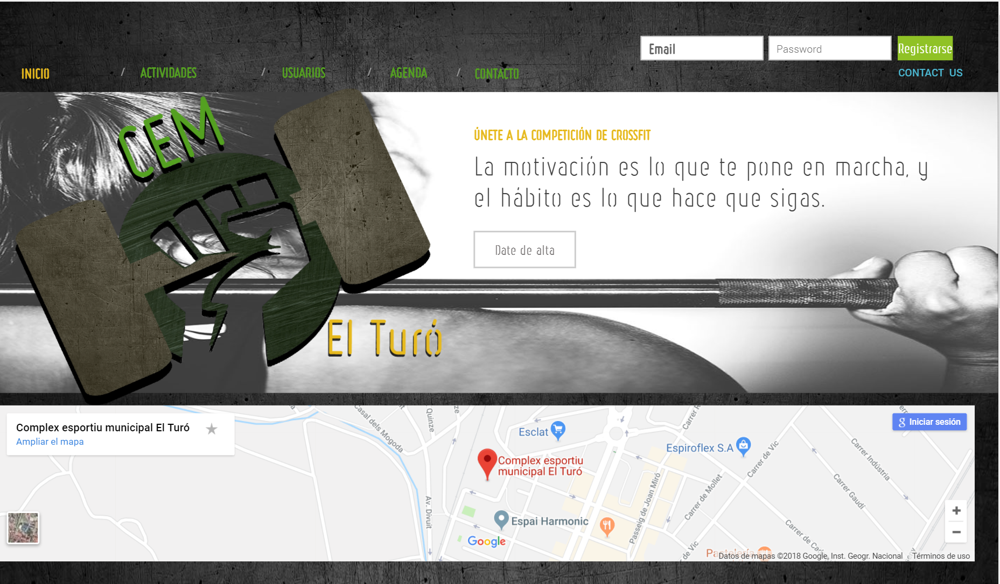 Email
Password
Registrarse
INICIO / ACTIVIDADES / USUARIOS / AGENDA / CONTACTO
CONTACT US
CEM
El Turó
ÚNETE A LA COMPETICIÓN DE CROSSFIT
La motivación es lo que te pone en marcha, y
el hábito es lo que hace que sigas.
Date de alta
Complex esportiu municipal El Turó
Ampliar el mapa
Iniciar sesión
Casal dels Mogoda
Quinze
Esclat
Espiroflex S.A
Complex esportiu
municipal El Turó
Carrer de Vic
Carrer Indústria
Carrer Gaudí
Carrer de Mollet
Passeig de Joan Miró
Av. Divuit
Espai Harmonic
Google
de Vic
Pastelería
+
−
Datos de mapas ©2018 Google, Inst. Geogr. Nacional
Términos de uso